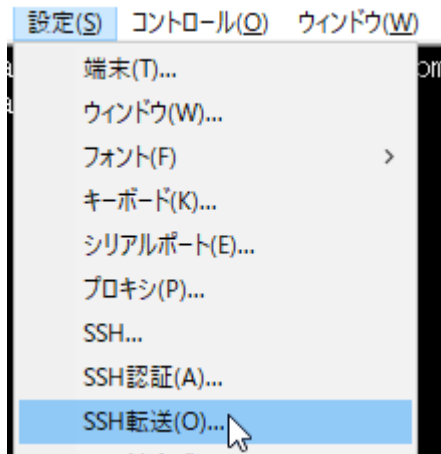 設定(S) コントロール(O) ウィンドウ(W)
端末(T)...
ウィンドウ(W)...
フォント(F) >
キーボード(K)...
シリアルポート(E)...
プロキシ(P)...
SSH...
SSH認証(A)...
SSH転送(O)...